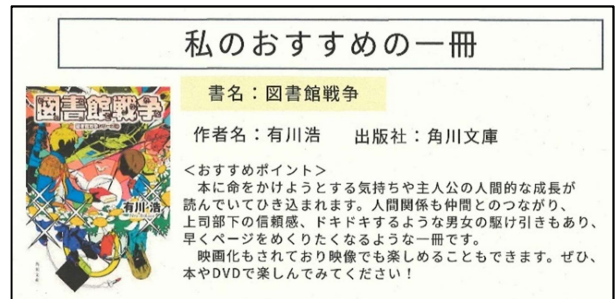 私のおすすめの一冊
書名：図書館戦争
図書館戦争
作者名：有川浩　出版社：角川文庫
＜おすすめポイント＞
　本に命をかけようとする気持ちや主人公の人間的な成長が
読んでいてひき込まれます。人間関係も仲間とのつながり、
上司部下の信頼感、ドキドキするような男女の駆け引きもあり、
早くページをめくりたくなるような一冊です。
　映画化もされており映像でも楽しめることもできます。ぜひ、
本やDVDで楽しんでみてください！
有川 浩
角川文庫